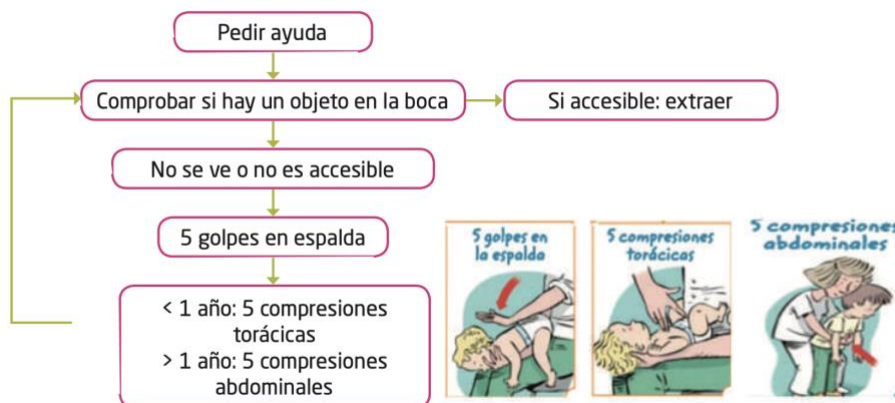 Pedir ayuda
Comprobar si hay un objeto en la boca
Si accesible: extraer
No se ve o no es accesible
5 golpes en espalda
< 1 año: 5 compresiones
torácicas
> 1 año: 5 compresiones
abdominales
5 golpes en
la espalda
5 compresiones
torácicas
5 compresiones
abdominales